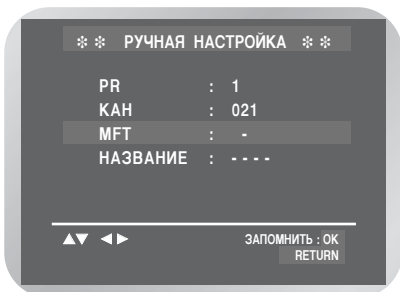 ❇❇ РУЧНАЯ НАСТРОЙКА ❇❇
PR : 1
КАН : 021
MFT : -
НАЗВАНИЕ : - - - -
▲▼ ◄► ЗАПОМНИТЬ : OK
RETURN